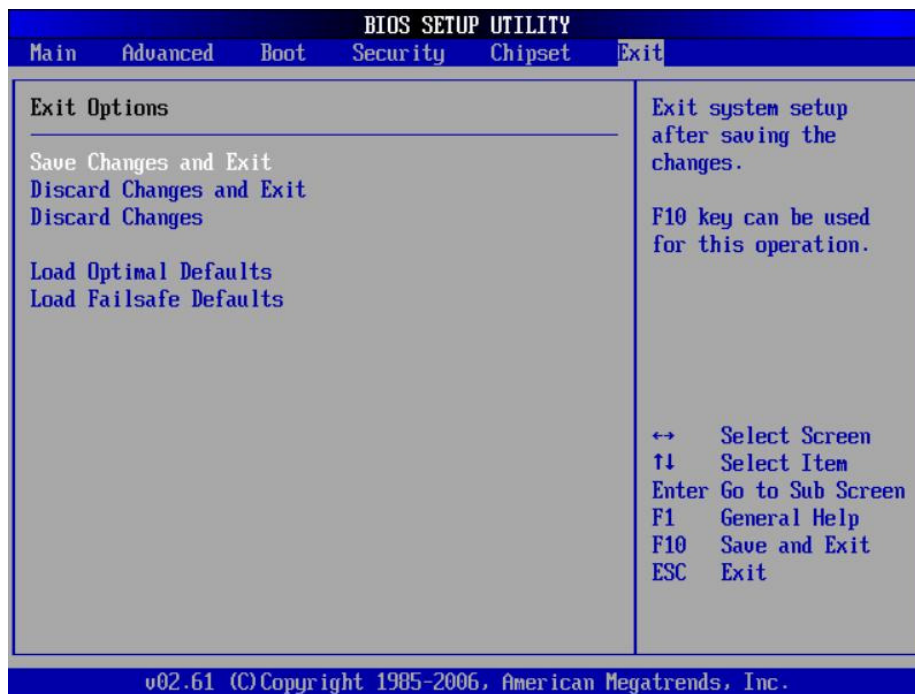 BIOS SETUP UTILITY
Main Advanced Boot Security Chipset Exit
Exit Options
Save Changes and Exit
Discard Changes and Exit
Discard Changes
Load Optimal Defaults
Load Failsafe Defaults
Exit system setup
after saving the
changes.
F10 key can be used
for this operation.
↔ Select Screen
↑↓ Select Item
Enter Go to Sub Screen
F1 General Help
F10 Save and Exit
ESC Exit
v02.61 (C)Copyright 1985-2006, American Megatrends, Inc.